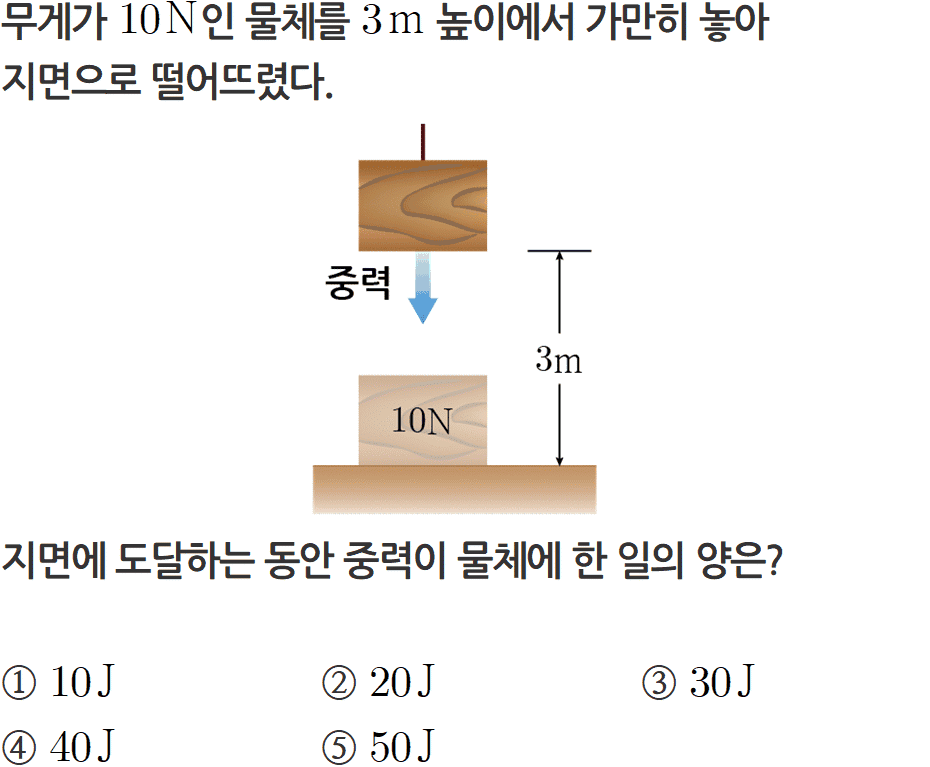 무게가 10N인 물체를 3m 높이에서 가만히 놓아
지면으로 떨어뜨렸다.
중력
3m
10N
지면에 도달하는 동안 중력이 물체에 한 일의 양은?
① 10J ② 20J ③ 30J
④ 40J ⑤ 50J